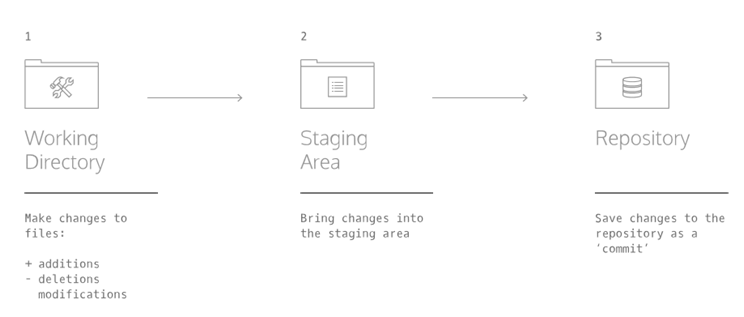 1
Working
Directory
Make changes to
files:
+ additions
- deletions
modifications
2
Staging
Area
Bring changes into
the staging area
3
Repository
Save changes to the
repository as a
‘commit’